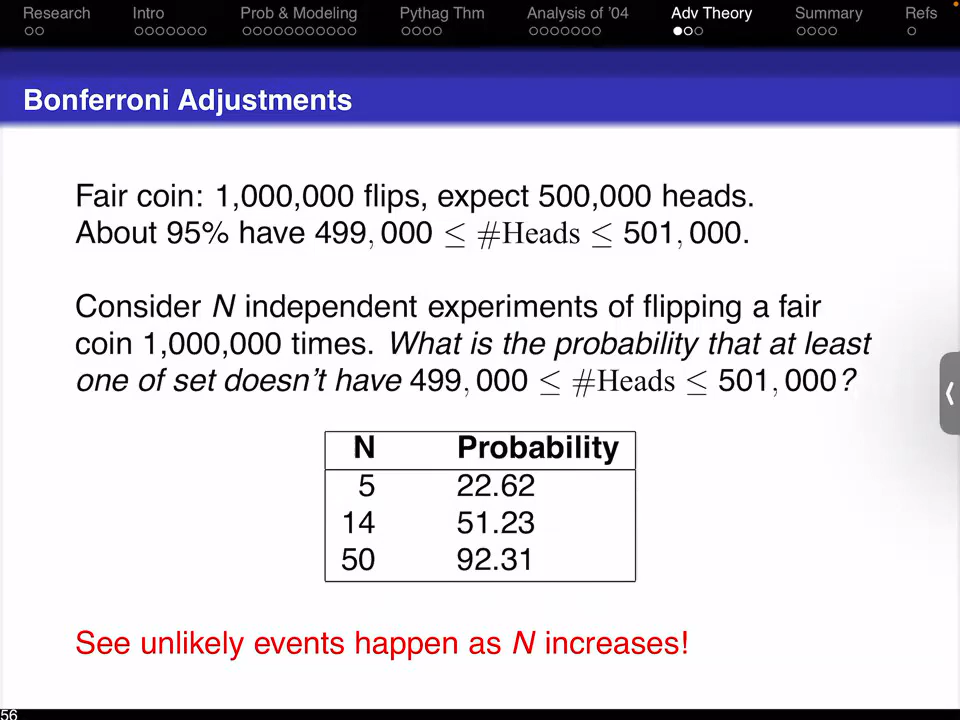 Research Intro Prob & Modeling Pythag Thm Analysis of ’04 Adv Theory Summary Refs
Bonferroni Adjustments
Fair coin: 1,000,000 flips, expect 500,000 heads.
About 95% have 499, 000 ≤ #Heads ≤ 501, 000.
Consider N independent experiments of flipping a fair
coin 1,000,000 times. What is the probability that at least
one of set doesn’t have 499, 000 ≤ #Heads ≤ 501, 000?
N Probability
5 22.62
14 51.23
50 92.31
See unlikely events happen as N increases!
56